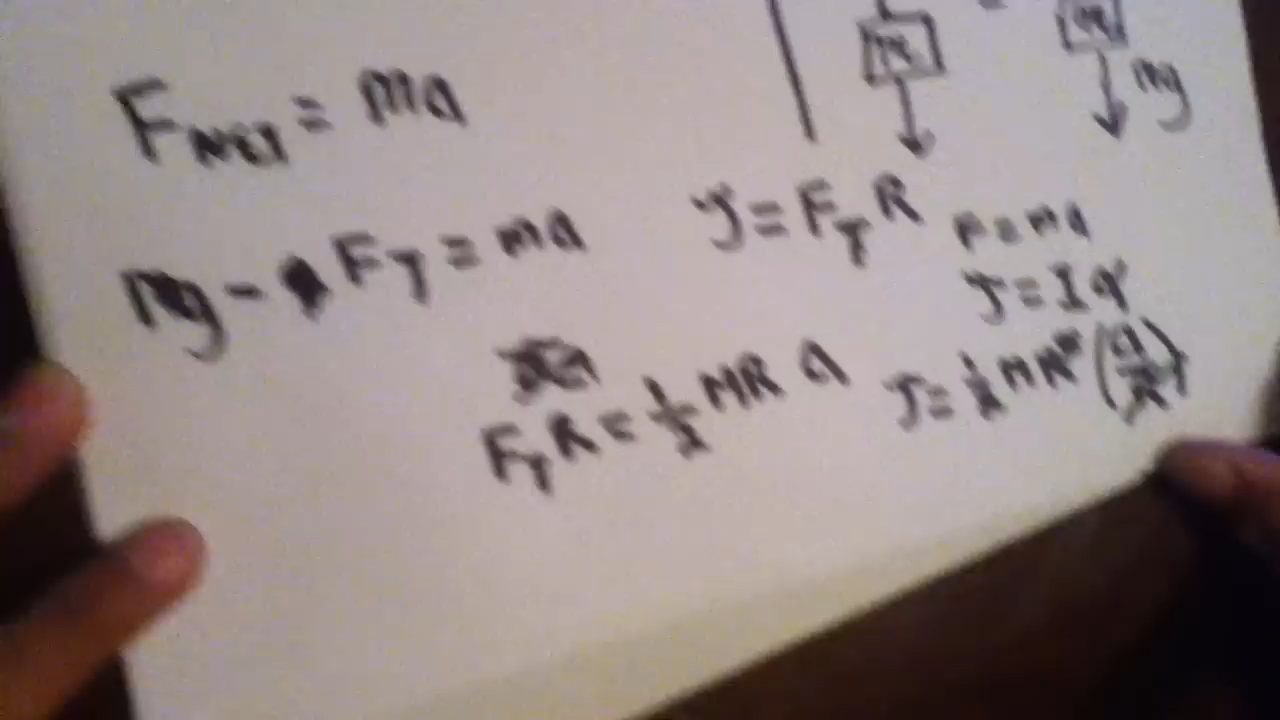 m m
mg
F_NET = ma
mg - F_T = ma
τ = F_T R
F = ma
τ = Iα
F_T R = 1/2 MR a
τ = 1/2 MR² (a/R)